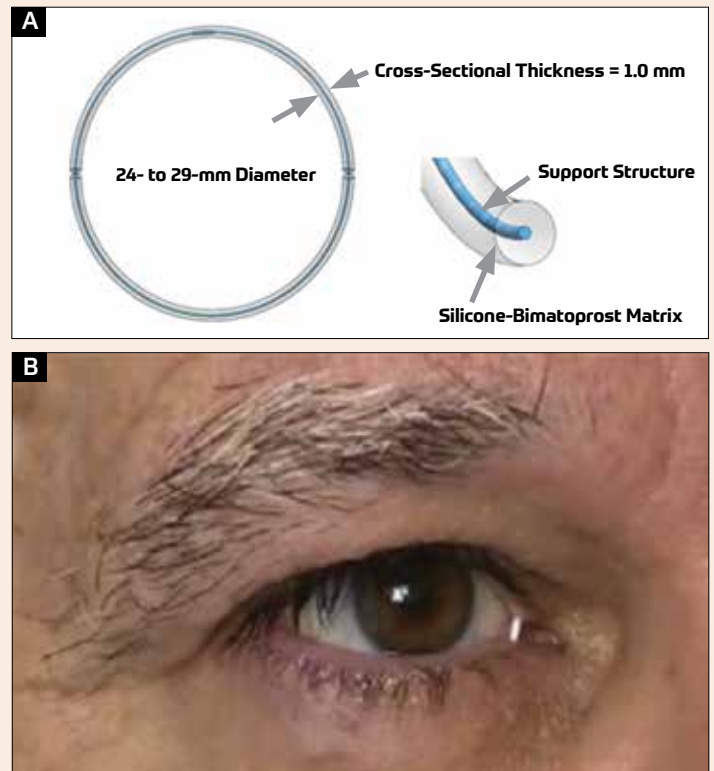 A
Cross-Sectional Thickness = 1.0 mm
24- to 29-mm Diameter
Support Structure
Silicone-Bimatoprost Matrix
B